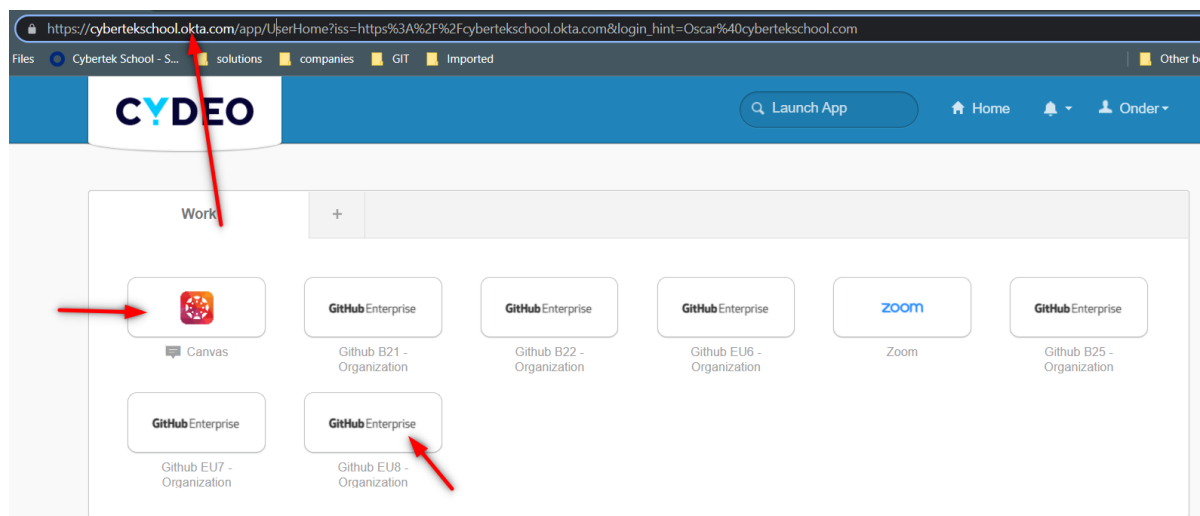 https://cybertekschool.okta.com/app/UserHome?iss=https%3A%2F%2Fcybertekschool.okta.com&login_hint=Oscar%40cybertekschool.com
Files Cybertek School - S... solutions companies GIT Imported Other b
CYDEO Launch App Home Onder
Work +
GitHub Enterprise GitHub Enterprise GitHub Enterprise zoom GitHub Enterprise
Canvas Github B21 - Github B22 - Github EU6 - Zoom Github B25 -
Organization Organization Organization Organization
GitHub Enterprise GitHub Enterprise
Github EU7 - Github EU8 -
Organization Organization